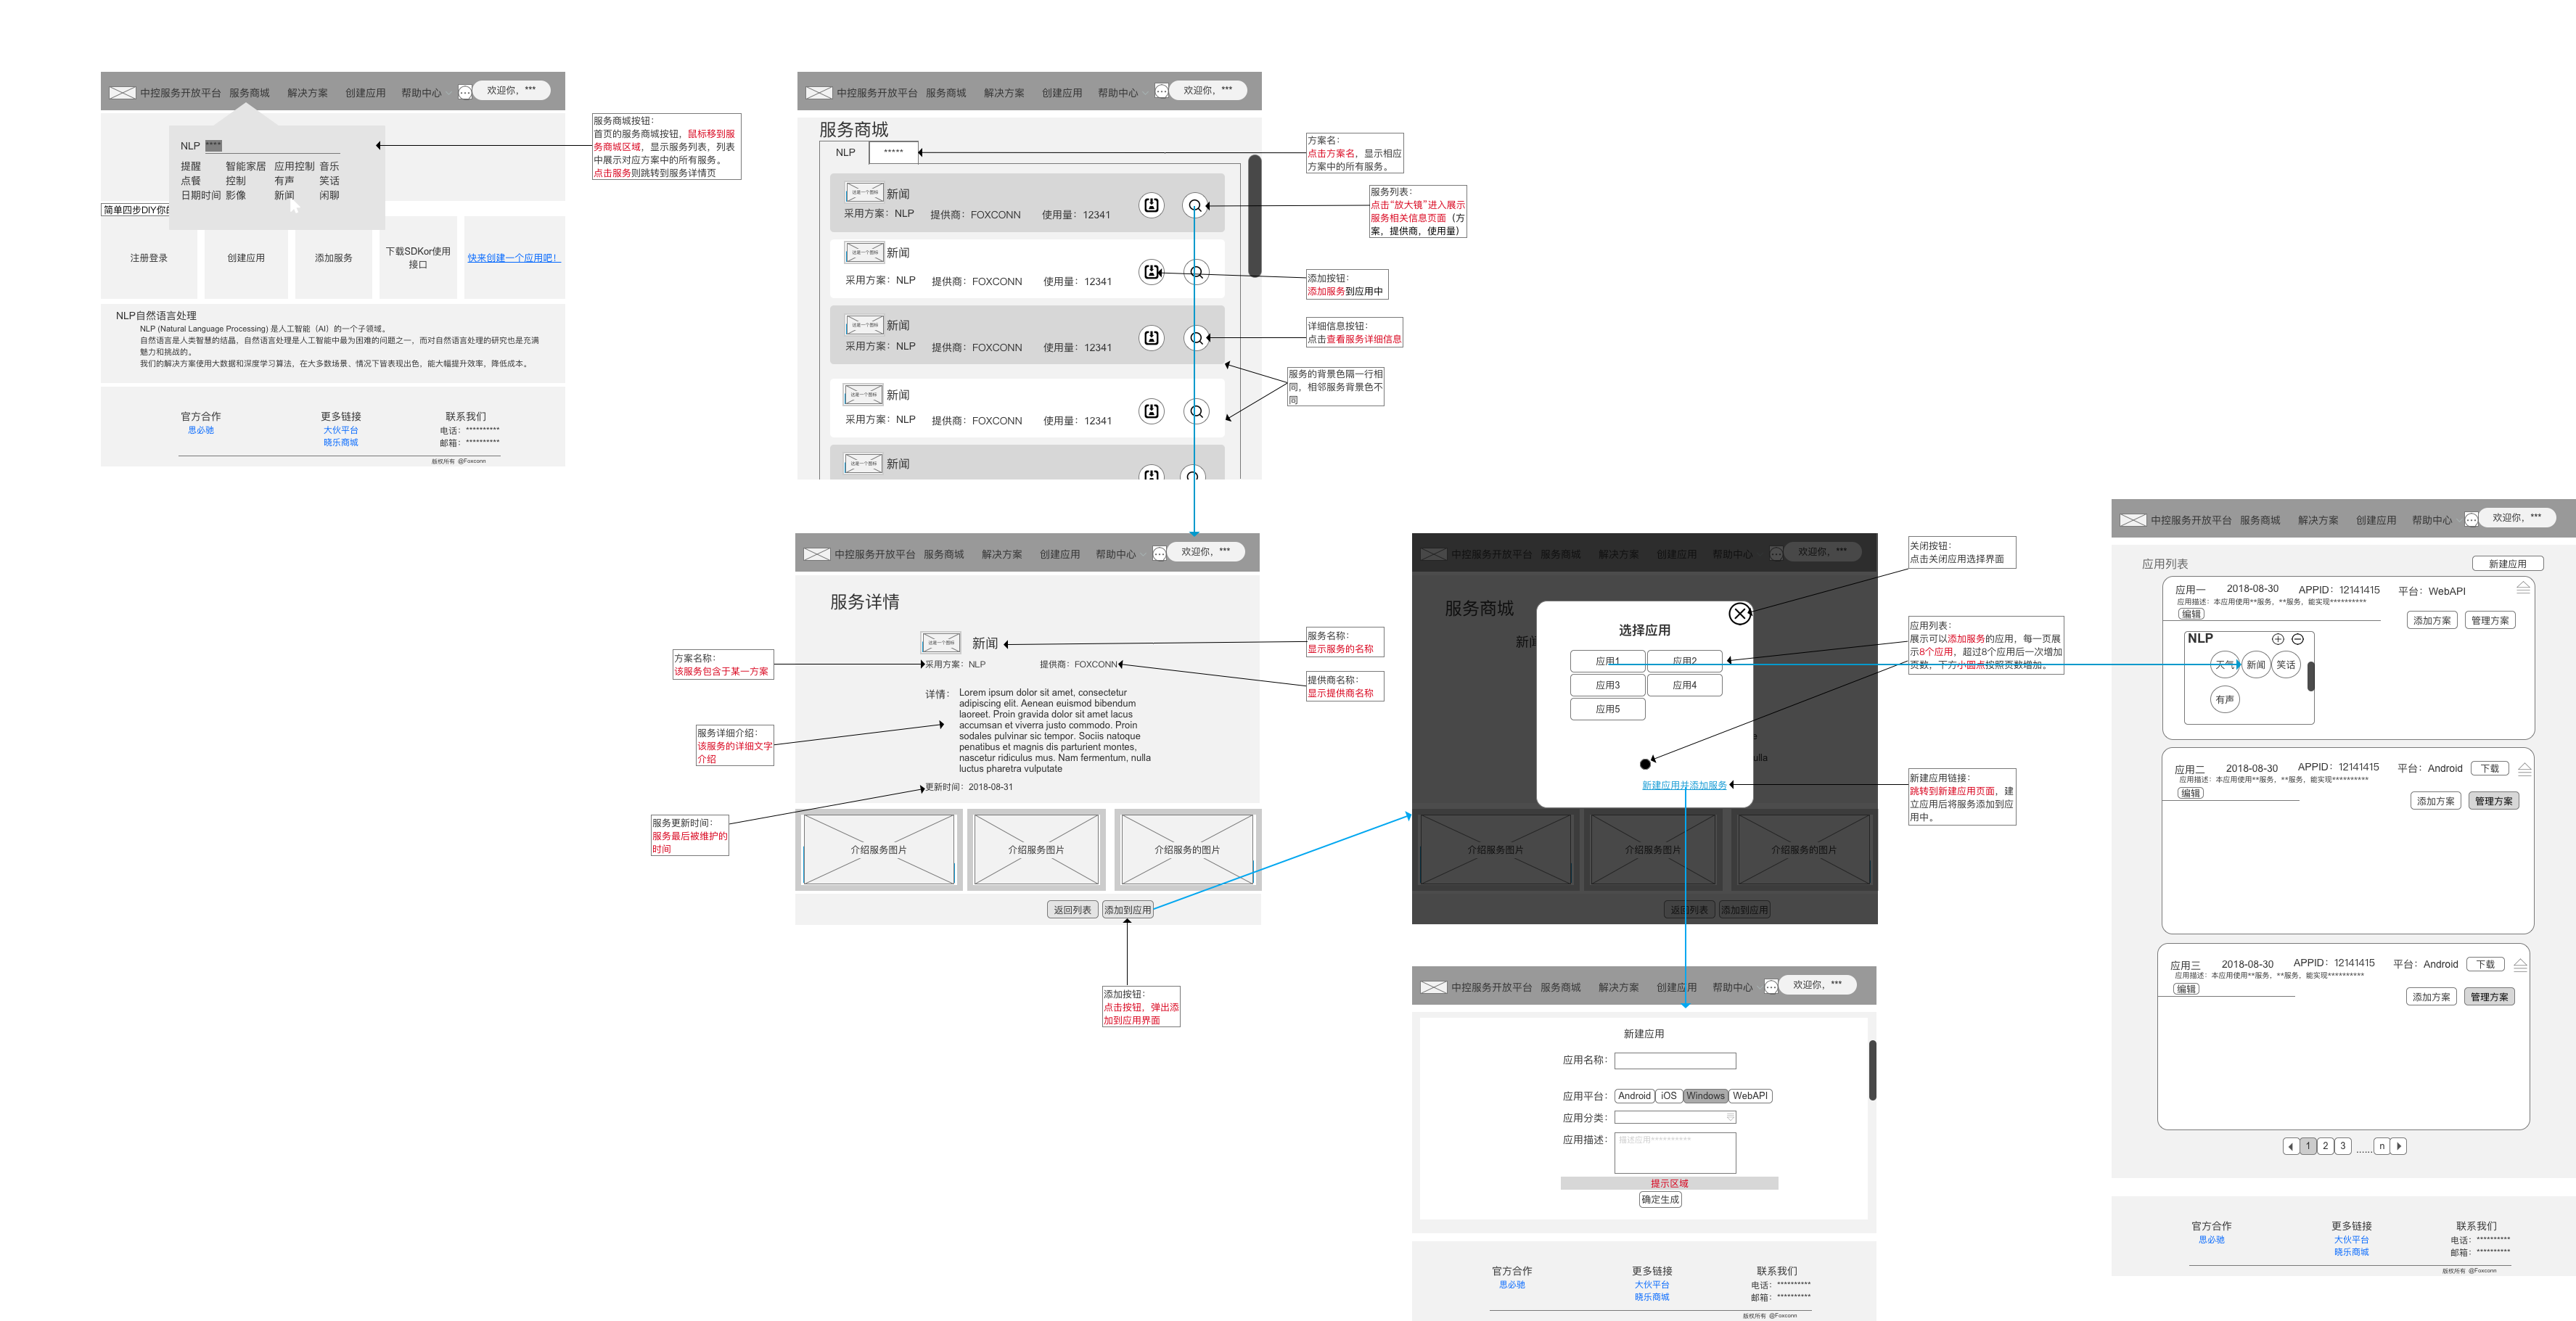 中控服务开放平台 服务商城 解决方案 创建应用 帮助中心 欢迎你，***
NLP ****
提醒 智能家居 应用控制 音乐
点餐 控制 有声 笑话
日期时间 影像 新闻 闲聊
简单四步DIY你的
注册登录
创建应用
添加服务
下载SDKor使用
接口
快来创建一个应用吧！
NLP自然语言处理
NLP (Natural Language Processing) 是人工智能（AI）的一个子领域。
自然语言是人类智慧的结晶，自然语言处理是人工智能中最为困难的问题之一，而对自然语言处理的研究也是充满
魅力和挑战的。
我们的解决方案使用大数据和深度学习算法，在大多数场景、情况下皆表现出色，能大幅提升效率，降低成本。
官方合作 更多链接 联系我们
思必驰 大伙平台 电话：**********
晓乐商城 邮箱：**********
版权所有 @Foxconn
服务商城按钮：
首页的服务商城按钮，鼠标移到服
务商城区域，显示服务列表，列表
中展示对应方案中的所有服务。
点击服务则跳转到服务详情页
中控服务开放平台 服务商城 解决方案 创建应用 帮助中心 欢迎你，***
服务商城
NLP *****
这是一个图标 新闻
采用方案：NLP 提供商：FOXCONN 使用量：12341
新闻
采用方案：NLP 提供商：FOXCONN 使用量：12341
这是一个图标 新闻
采用方案：NLP 提供商：FOXCONN 使用量：12341
这是一个图标 新闻
采用方案：NLP 提供商：FOXCONN 使用量：12341
这是一个图标 新闻
方案名：
点击方案名，显示相应
方案中的所有服务。
服务列表：
点击“放大镜”进入展示
服务相关信息页面（方
案，提供商，使用量）
添加按钮：
添加服务到应用中
详细信息按钮：
点击查看服务详细信息
服务的背景色隔一行相
同，相邻服务背景色不
同
中控服务开放平台 服务商城 解决方案 创建应用 帮助中心 欢迎你，***
服务详情
这是一个图标 新闻
采用方案：NLP 提供商：FOXCONN
详情： Lorem ipsum dolor sit amet, consectetur
adipiscing elit. Aenean euismod bibendum
laoreet. Proin gravida dolor sit amet lacus
accumsan et viverra justo commodo. Proin
sodales pulvinar sic tempor. Sociis natoque
penatibus et magnis dis parturient montes,
nascetur ridiculus mus. Nam fermentum, nulla
luctus pharetra vulputate
更新时间：2018-08-31
介绍服务图片 介绍服务图片 介绍服务的图片
返回列表 添加到应用
方案名称：
该服务包含于某一方案
服务详细介绍：
该服务的详细文字
介绍
服务更新时间：
服务最后被维护的
时间
服务名称：
显示服务的名称
提供商名称：
显示提供商名称
添加按钮：
点击按钮，弹出添
加到应用界面
中控服务开放平台 服务商城 解决方案 创建应用 帮助中心 欢迎你，***
服务商城
新闻
选择应用
应用1 应用2
应用3 应用4
应用5
ulla
新建应用并添加服务
介绍服务图片 介绍服务图片 介绍服务的图片
返回列表 添加到应用
关闭按钮：
点击关闭应用选择界面
应用列表：
展示可以添加服务的应用，每一页展
示8个应用，超过8个应用后一次增加
页数，下方小圆点按照页数增加。
新建应用链接：
跳转到新建应用页面，建
立应用后将服务添加到应
用中。
中控服务开放平台 服务商城 解决方案 创建应用 帮助中心 欢迎你，***
新建应用
应用名称：
应用平台： Android iOS Windows WebAPI
应用分类：
应用描述： 描述应用**********
提示区域
确定生成
官方合作 更多链接 联系我们
思必驰 大伙平台 电话：**********
晓乐商城 邮箱：**********
版权所有 @Foxconn
中控服务开放平台 服务商城 解决方案 创建应用 帮助中心 欢迎你，***
应用列表 新建应用
应用一 2018-08-30 APPID：12141415 平台：WebAPI
应用描述：本应用使用**服务，**服务，能实现**********
编辑
添加方案 管理方案
NLP
天气 新闻 笑话
有声
应用二 2018-08-30 APPID：12141415 平台：Android 下载
应用描述：本应用使用**服务，**服务，能实现**********
编辑
添加方案 管理方案
应用三 2018-08-30 APPID：12141415 平台：Android 下载
应用描述：本应用使用**服务，**服务，能实现**********
编辑
添加方案 管理方案
1 2 3 ...... n
官方合作 更多链接 联系我们
思必驰 大伙平台 电话：**********
晓乐商城 邮箱：**********
版权所有 @Foxconn